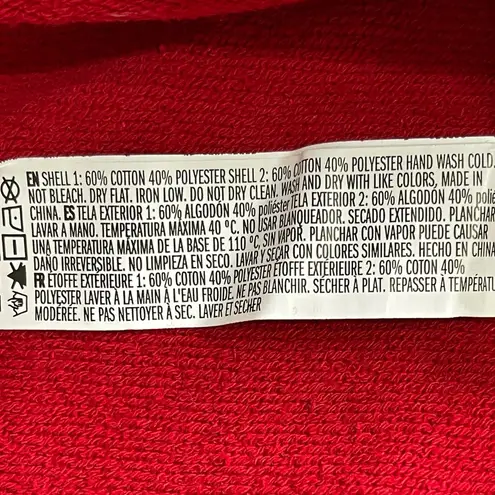 EN SHELL 1: 60% COTTON 40% POLYESTER SHELL 2: 60% COTTON 40% POLYESTER HAND WASH COLD.
NOT BLEACH. DRY FLAT. IRON LOW. DO NOT DRY CLEAN. WASH AND DRY WITH LIKE COLORS, MADE IN
CHINA. ES TELA EXTERIOR 1: 60% ALGODÓN 40% poliéster TELA EXTERIOR 2: 60% ALGODÓN 40% polié
LAVAR A MANO. TEMPERATURA MÁXIMA 40 °C. NO USAR BLANQUEADOR. SECADO EXTENDIDO. PLANCHAR
UNA TEMPERATURA MÁXIMA DE LA BASE DE 110 °C, SIN VAPOR. PLANCHAR CON VAPOR PUEDE CAUSAR
DAÑO IRREVERSIBLE. NO LIMPIEZA EN SECO. LAVAR Y SECAR CON COLORES SIMILARES. HECHO EN CHINA
FR ÉTOFFE EXTÉRIEURE 1: 60% COTON 40% POLYESTER ÉTOFFE EXTÉRIEURE 2: 60% COTON 40%
POLYESTER LAVER À LA MAIN À L'EAU FROIDE. NE PAS BLANCHIR. SÉCHER À PLAT. REPASSER À TEMPÉRATU
MODÉRÉE. NE PAS NETTOYER À SEC. LAVER ET SÉCHER